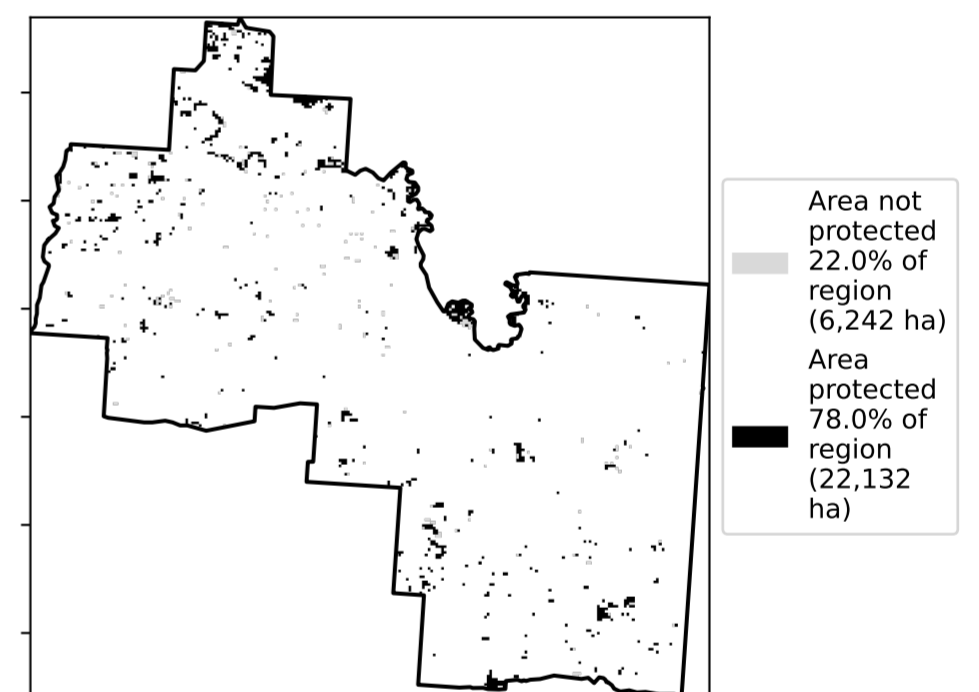 Area not
protected
22.0% of
region
(6,242 ha)
Area
protected
78.0% of
region
(22,132
ha)